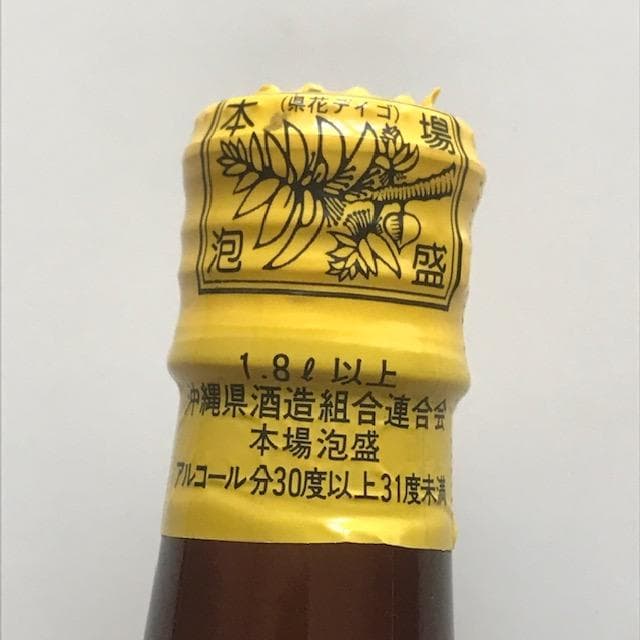 本 (県花デイゴ) 場
泡 盛
1.8ℓ以上
沖縄県酒造組合連合会
本場泡盛
アルコール分30度以上31度未満